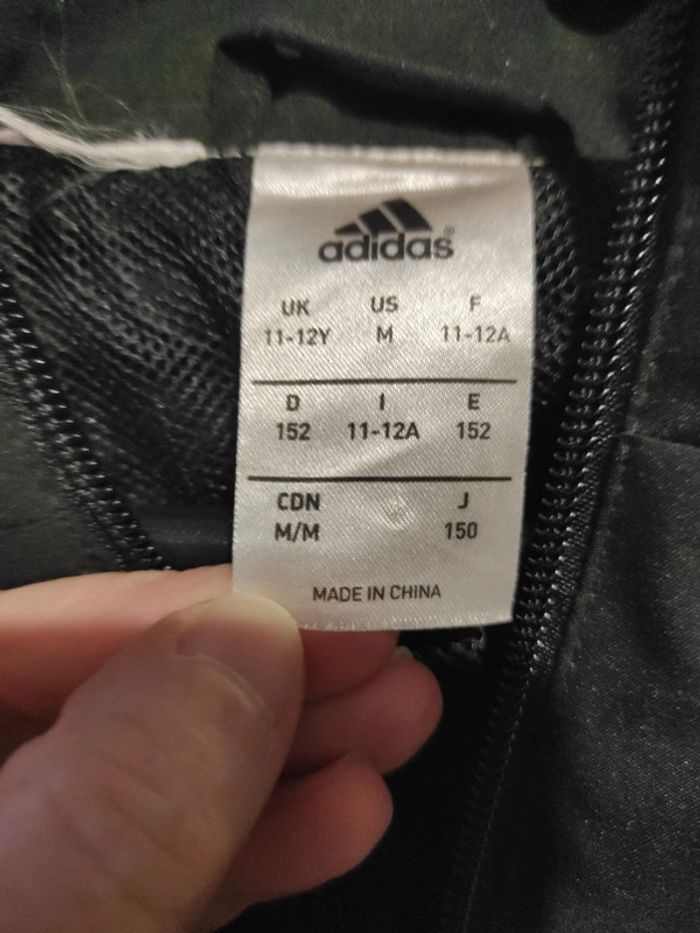 adidas®
UK US F
11-12Y M 11-12A
D I E
152 11-12A 152
CDN J
M/M 150
MADE IN CHINA